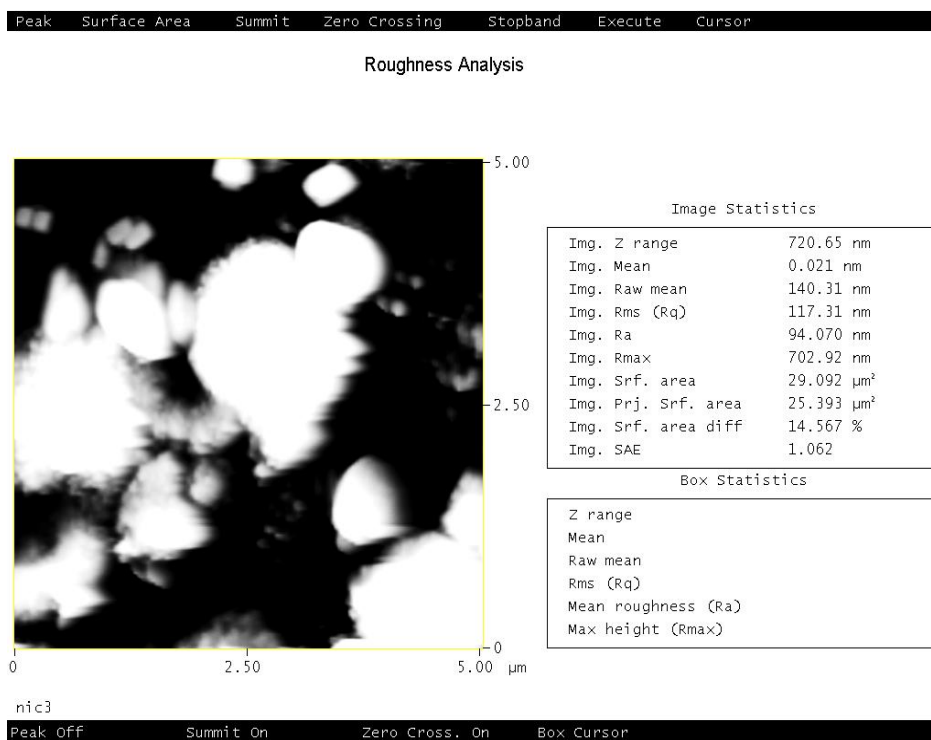 Peak Surface Area Summit Zero Crossing Stopband Execute Cursor
Roughness Analysis
5.00
2.50
0
0 2.50 5.00 µm
Image Statistics
Img. Z range 720.65 nm
Img. Mean 0.021 nm
Img. Raw mean 140.31 nm
Img. Rms (Rq) 117.31 nm
Img. Ra 94.070 nm
Img. Rmax 702.92 nm
Img. Srf. area 29.092 µm²
Img. Prj. Srf. area 25.393 µm²
Img. Srf. area diff 14.567 %
Img. SAE 1.062
Box Statistics
Z range
Mean
Raw mean
Rms (Rq)
Mean roughness (Ra)
Max height (Rmax)
nic3
Peak Off Summit On Zero Cross. On Box Cursor